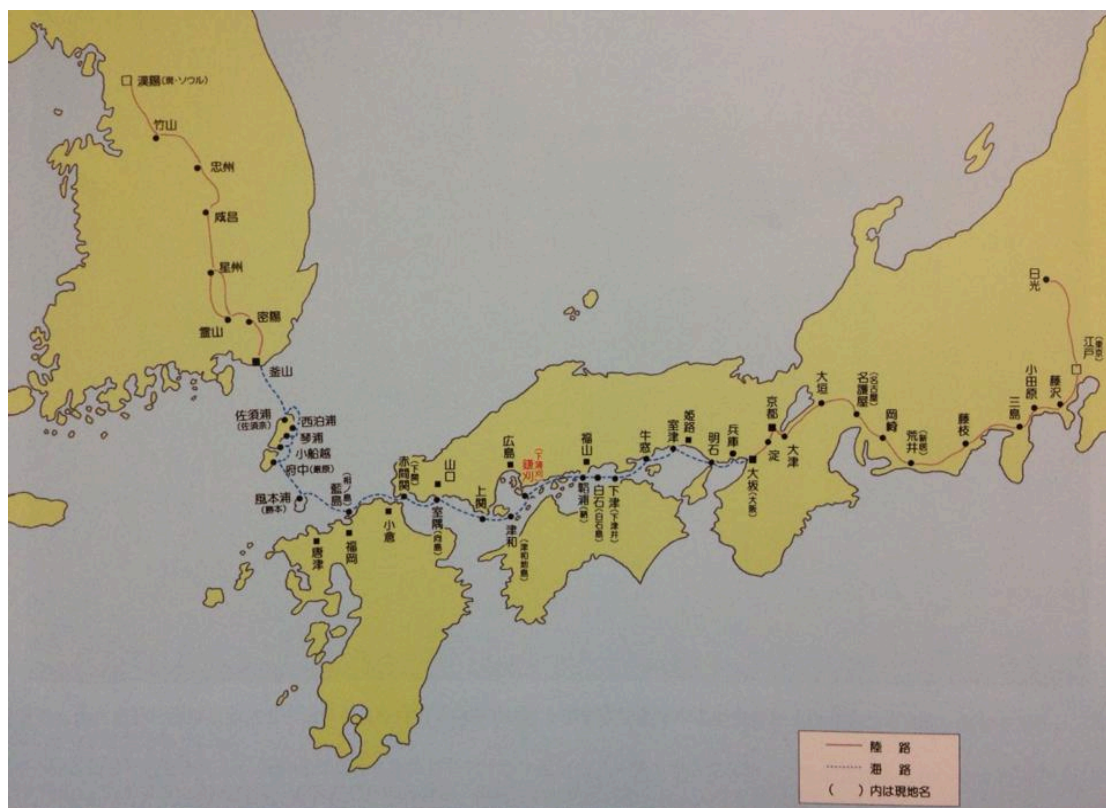 漢陽(現・ソウル)
竹山
忠州
咸昌
星州
霊山
密陽
釜山
佐須浦
(佐須奈)
西泊浦
琴浦
小船越
府中(厳原)
風本浦
(勝本)
藍島
(相ノ島)
唐津
福岡
小倉
赤間関
(下関)
山口
室隅
上関
津和
(津和地島)
広島
鎌刈
(下蒲刈)
福山
鞆浦
(鞆)
白石
(白石島)
下津
(下津井)
牛窓
室津
姫路
明石
兵庫
大坂
(大阪)
京都
淀
大津
大垣
名護屋
(名古屋)
岡崎
荒井
(新居)
藤枝
三島
小田原
藤沢
江戸
(東京)
日光
陸 路
海 路
( )内は現地名